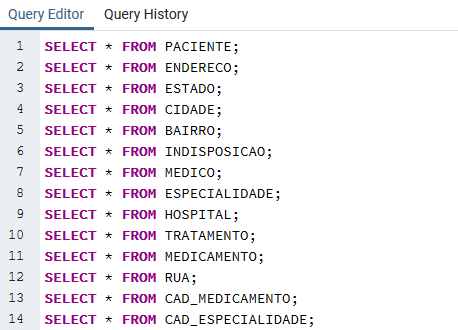 Query Editor Query History
1 SELECT * FROM PACIENTE;
2 SELECT * FROM ENDERECO;
3 SELECT * FROM ESTADO;
4 SELECT * FROM CIDADE;
5 SELECT * FROM BAIRRO;
6 SELECT * FROM INDISPOSICAO;
7 SELECT * FROM MEDICO;
8 SELECT * FROM ESPECIALIDADE;
9 SELECT * FROM HOSPITAL;
10 SELECT * FROM TRATAMENTO;
11 SELECT * FROM MEDICAMENTO;
12 SELECT * FROM RUA;
13 SELECT * FROM CAD_MEDICAMENTO;
14 SELECT * FROM CAD_ESPECIALIDADE;